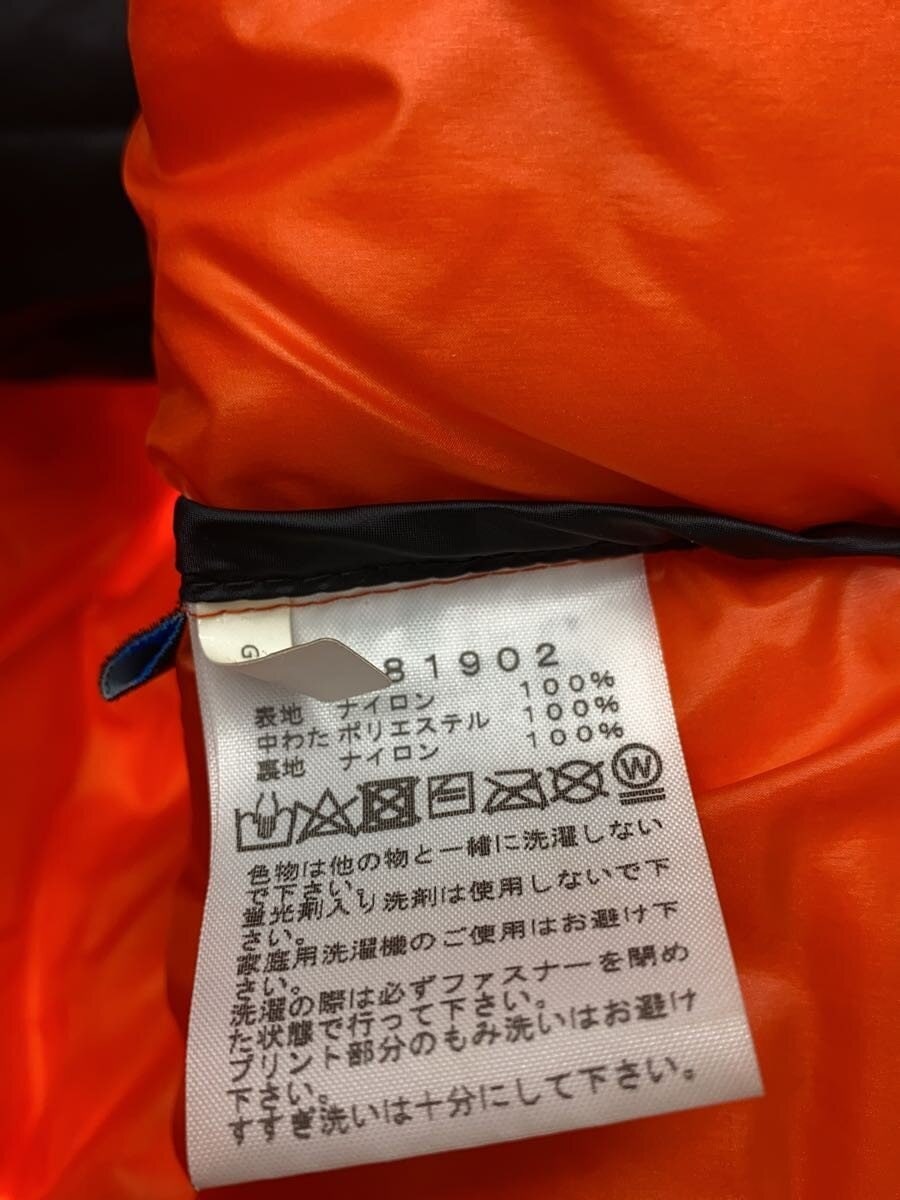 G
81902
表地 ナイロン 100%
中わた ポリエステル 100%
裏地 ナイロン 100%
W
色物は他の物と一緒に洗濯しない
で下さい。
蛍光剤入り洗剤は使用しないで下
さい。
家庭用洗濯機のご使用はお避け下
さい。
洗濯の際は必ずファスナーを閉め
た状態で行って下さい。
プリント部分のもみ洗いはお避け
下さい。
すすぎ洗いは十分にして下さい。